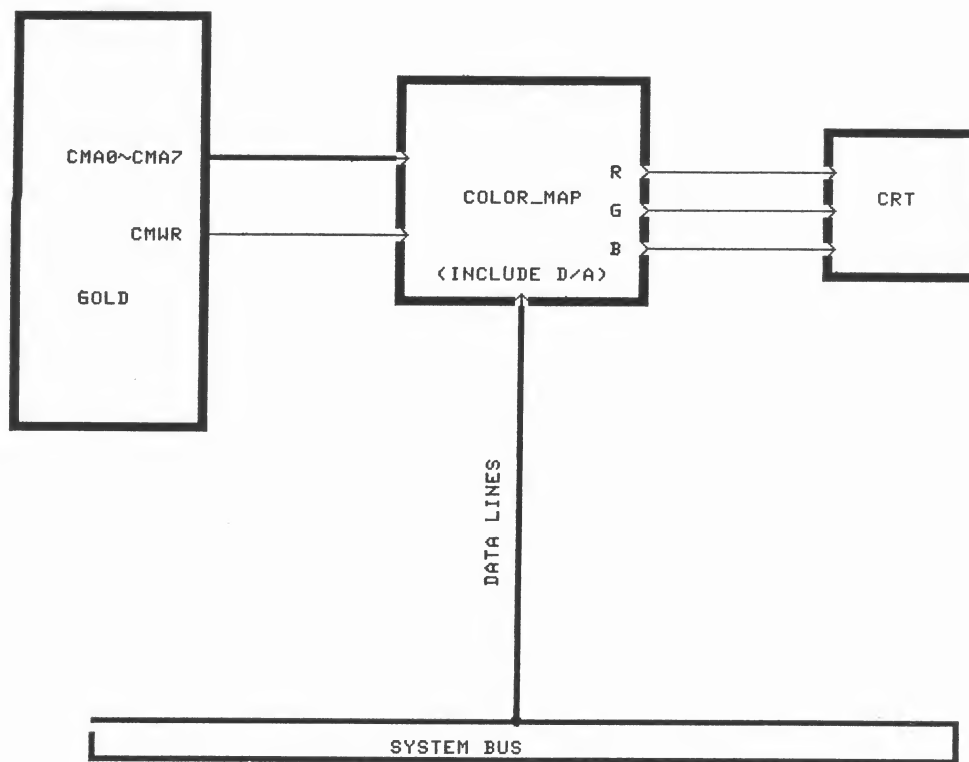 CMA0~CMA7
CMWR
GOLD
COLOR_MAP
(INCLUDE D/A)
R
G
B
CRT
DATA LINES
SYSTEM BUS